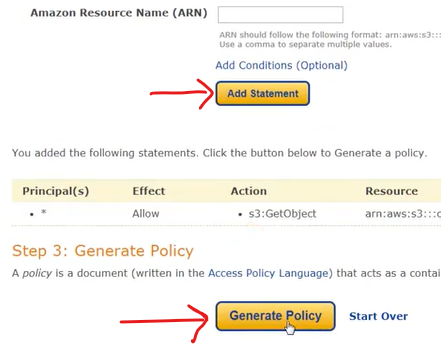 Amazon Resource Name (ARN)
ARN should follow the following format: arn:aws:s3:::
Use a comma to separate multiple values.
Add Conditions (Optional)
Add Statement
You added the following statements. Click the button below to Generate a policy.
Principal(s) Effect Action Resource
• * Allow • s3:GetObject arn:aws:s3:::c
Step 3: Generate Policy
A policy is a document (written in the Access Policy Language) that acts as a contai
Generate Policy Start Over